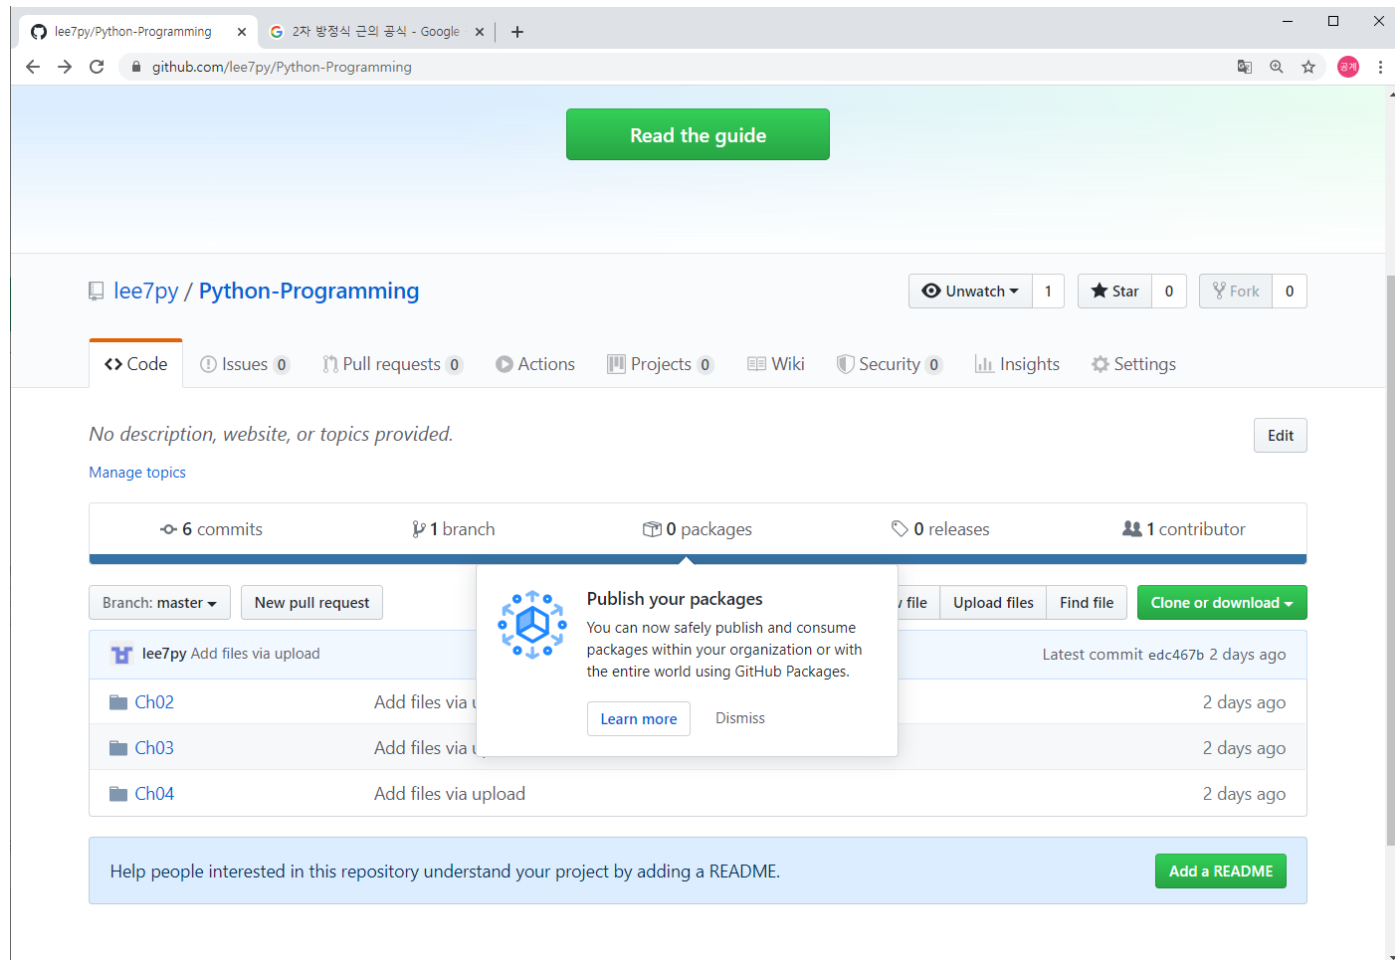 lee7py/Python-Programming
2차 방정식 근의 공식 - Google
github.com/lee7py/Python-Programming
공계
Read the guide
lee7py / Python-Programming
Unwatch 1 Star 0 Fork 0
Code Issues 0 Pull requests 0 Actions Projects 0 Wiki Security 0 Insights Settings
No description, website, or topics provided.
Edit
Manage topics
6 commits 1 branch 0 packages 0 releases 1 contributor
Branch: master New pull request file Upload files Find file Clone or download
Publish your packages
You can now safely publish and consume
packages within your organization or with
the entire world using GitHub Packages.
Learn more Dismiss
lee7py Add files via upload Latest commit edc467b 2 days ago
Ch02 Add files via 2 days ago
Ch03 Add files via 2 days ago
Ch04 Add files via upload 2 days ago
Help people interested in this repository understand your project by adding a README.
Add a README